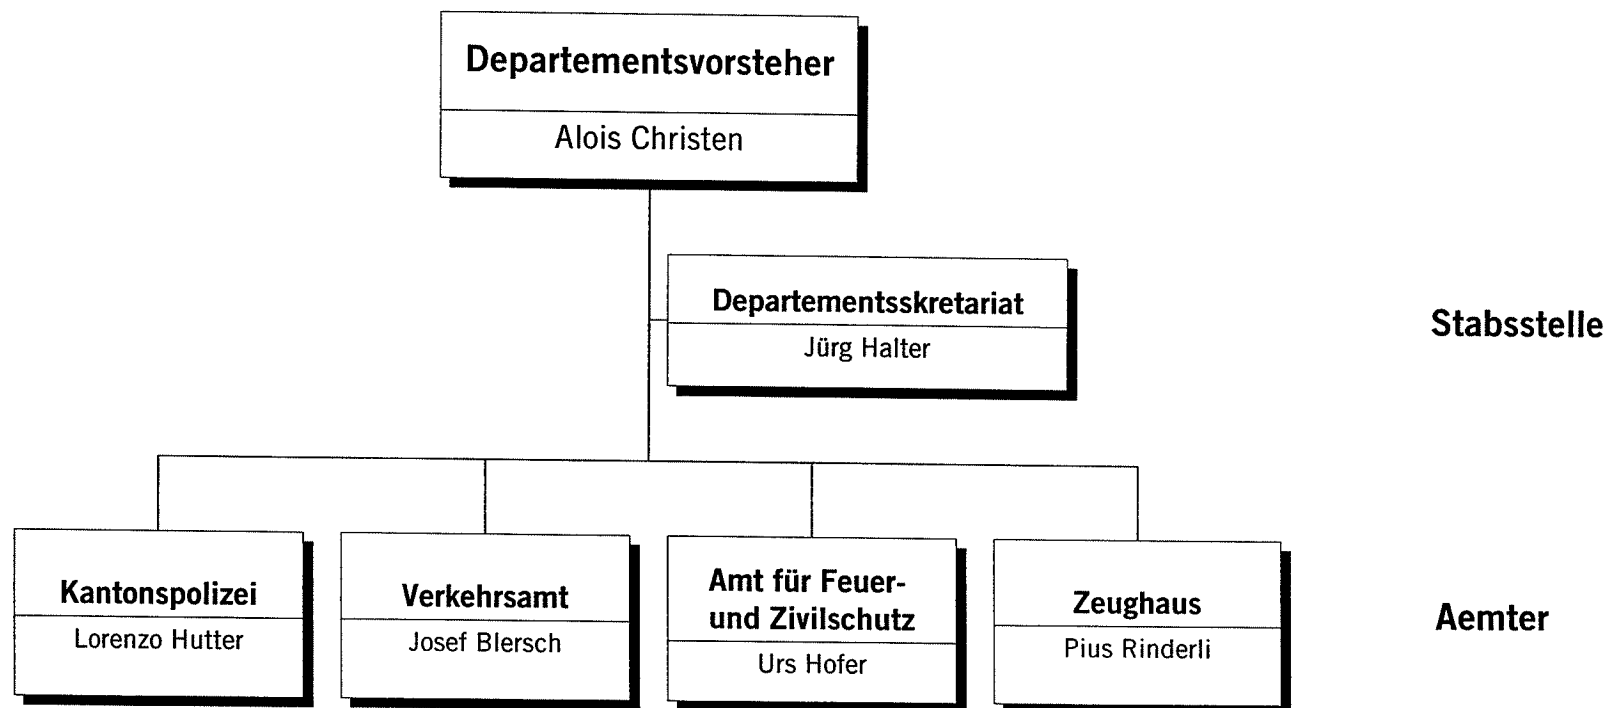 Departementsvorsteher
Alois Christen
Departementsskretariat
Jürg Halter
Stabsstelle
Kantonspolizei
Lorenzo Hutter
Verkehrsamt
Josef Blersch
Amt für Feuer-
und Zivilschutz
Urs Hofer
Zeughaus
Pius Rinderli
Aemter